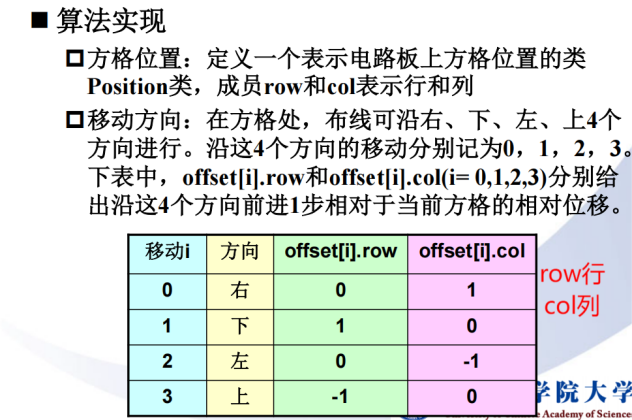 ■ 算法实现
方格位置：定义一个表示电路板上方格位置的类
Position类，成员row和col表示行和列
移动方向：在方格处，布线可沿右、下、左、上4个
方向进行。沿这4个方向的移动分别记为0，1，2，3。
下表中，offset[i].row和offset[i].col(i= 0,1,2,3)分别给
出沿这4个方向前进1步相对于当前方格的相对位移。
移动i 方向 offset[i].row offset[i].col
0 右 0 1
1 下 1 0
2 左 0 -1
3 上 -1 0
row行
col列
学院大学
Academy of Science